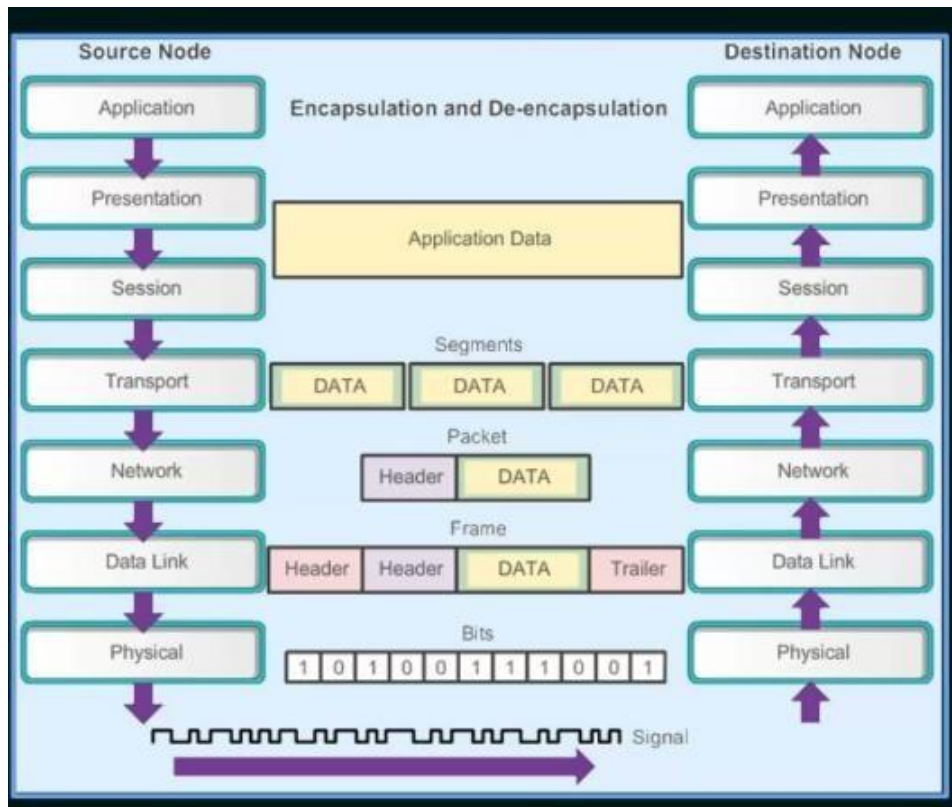 Source Node
Destination Node
Application
Encapsulation and De-encapsulation
Application
Presentation
Application Data
Presentation
Session
Session
Segments
Transport
DATA DATA DATA
Transport
Packet
Network
Header DATA
Network
Frame
Data Link
Header Header DATA Trailer
Data Link
Bits
Physical
1 0 1 0 0 1 1 1 0 0 1
Physical
Signal